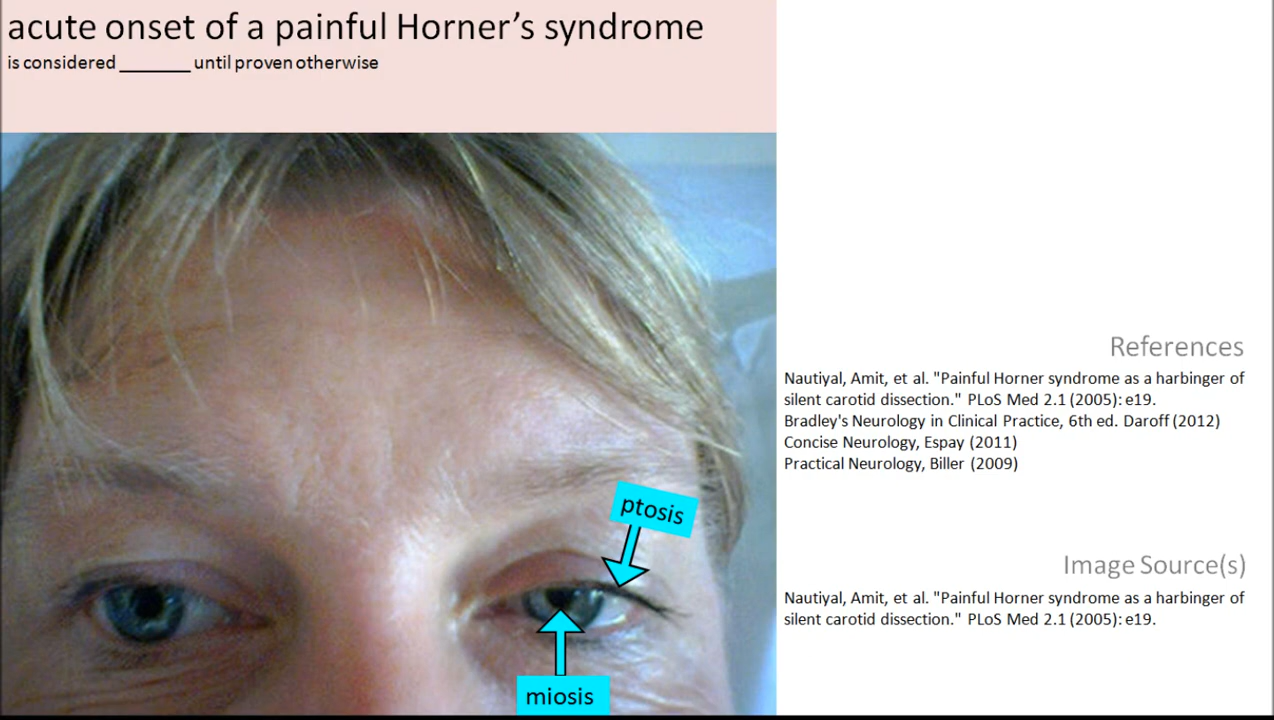 acute onset of a painful Horner’s syndrome
is considered _______ until proven otherwise
ptosis
miosis
References
Nautiyal, Amit, et al. "Painful Horner syndrome as a harbinger of
silent carotid dissection." PLoS Med 2.1 (2005): e19.
Bradley's Neurology in Clinical Practice, 6th ed. Daroff (2012)
Concise Neurology, Espay (2011)
Practical Neurology, Biller (2009)
Image Source(s)
Nautiyal, Amit, et al. "Painful Horner syndrome as a harbinger of
silent carotid dissection." PLoS Med 2.1 (2005): e19.